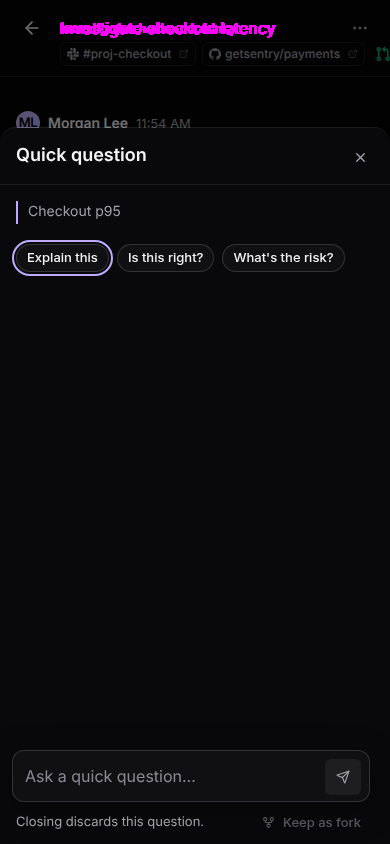 #proj-checkout getsentry/payments
ML Morgan Lee 11:54 AM
Quick question
Checkout p95
Explain this Is this right? What's the risk?
Ask a quick question...
Closing discards this question. Keep as fork